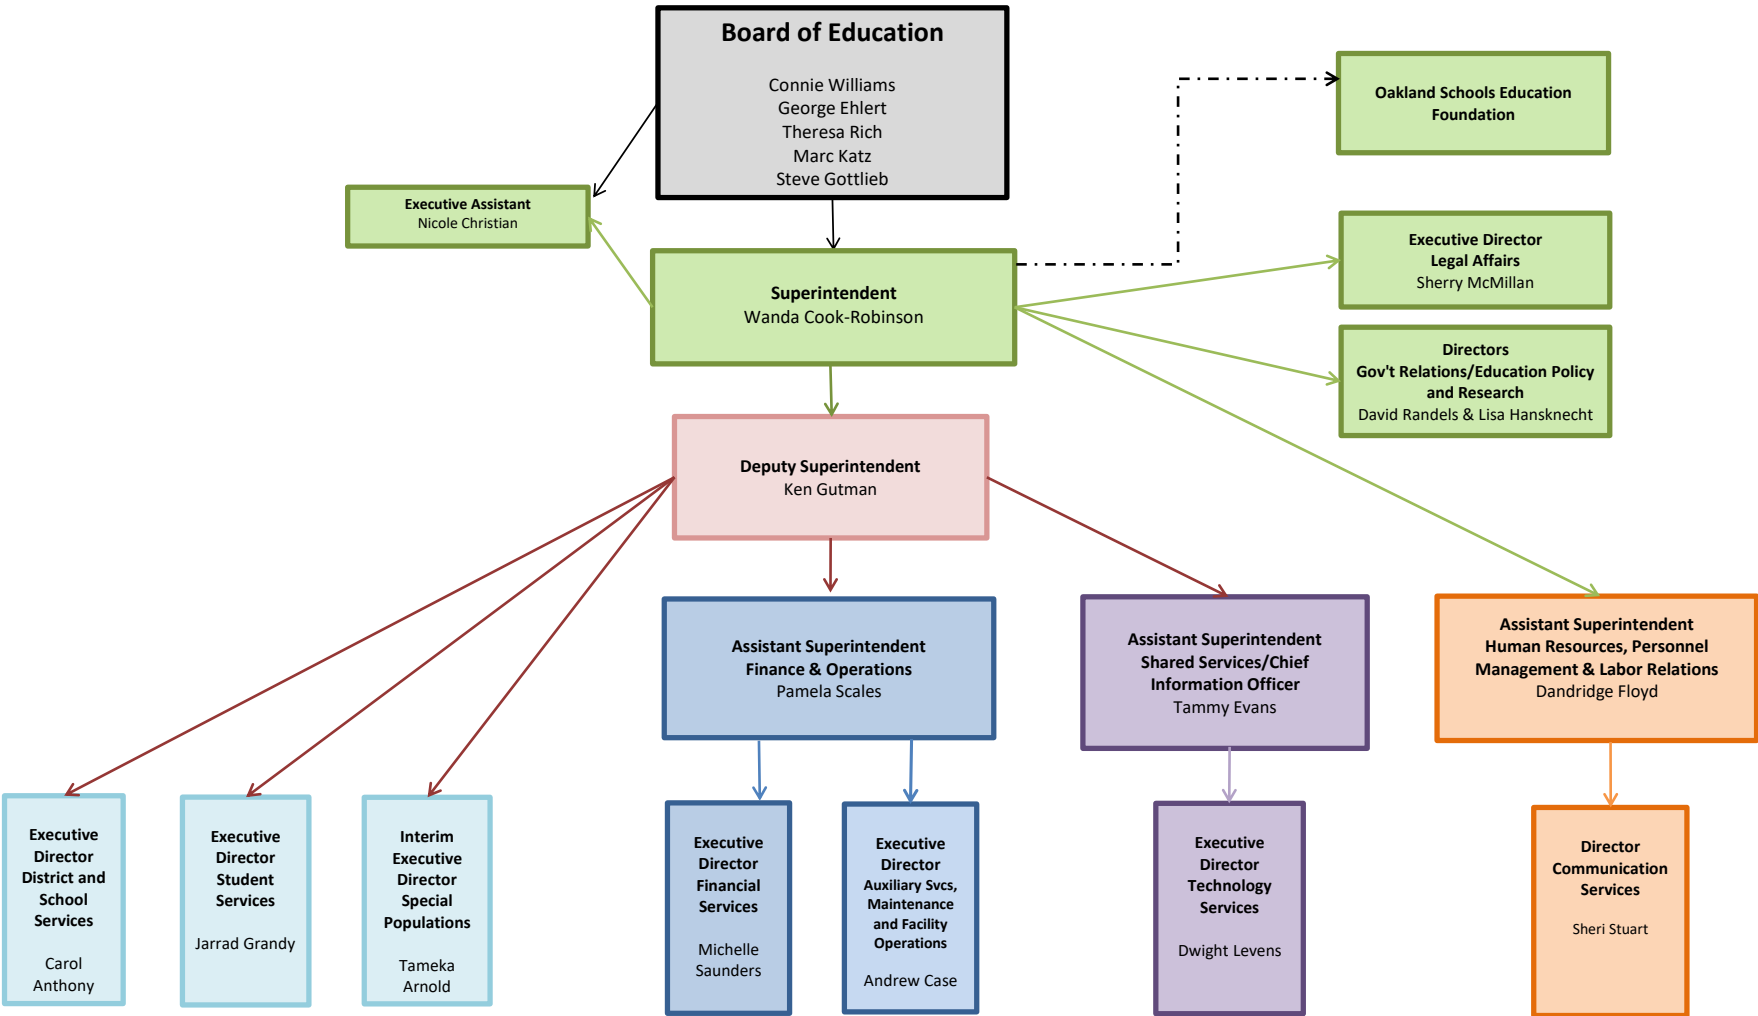 Board of Education
Connie Williams
George Ehlert
Theresa Rich
Marc Katz
Steve Gottlieb
Oakland Schools Education
Foundation
Executive Assistant
Nicole Christian
Superintendent
Wanda Cook-Robinson
Executive Director
Legal Affairs
Sherry McMillan
Directors
Gov't Relations/Education Policy
and Research
David Randels & Lisa Hansknecht
Deputy Superintendent
Ken Gutman
Assistant Superintendent
Finance & Operations
Pamela Scales
Assistant Superintendent
Shared Services/Chief
Information Officer
Tammy Evans
Assistant Superintendent
Human Resources, Personnel
Management & Labor Relations
Dandridge Floyd
Executive
Director
District and
School
Services
Carol
Anthony
Executive
Director
Student
Services
Jarrad Grandy
Interim
Executive
Director
Special
Populations
Tameka
Arnold
Executive
Director
Financial
Services
Michelle
Saunders
Executive
Director
Auxiliary Svcs,
Maintenance
and Facility
Operations
Andrew Case
Executive
Director
Technology
Services
Dwight Levens
Director
Communication
Services
Sheri Stuart